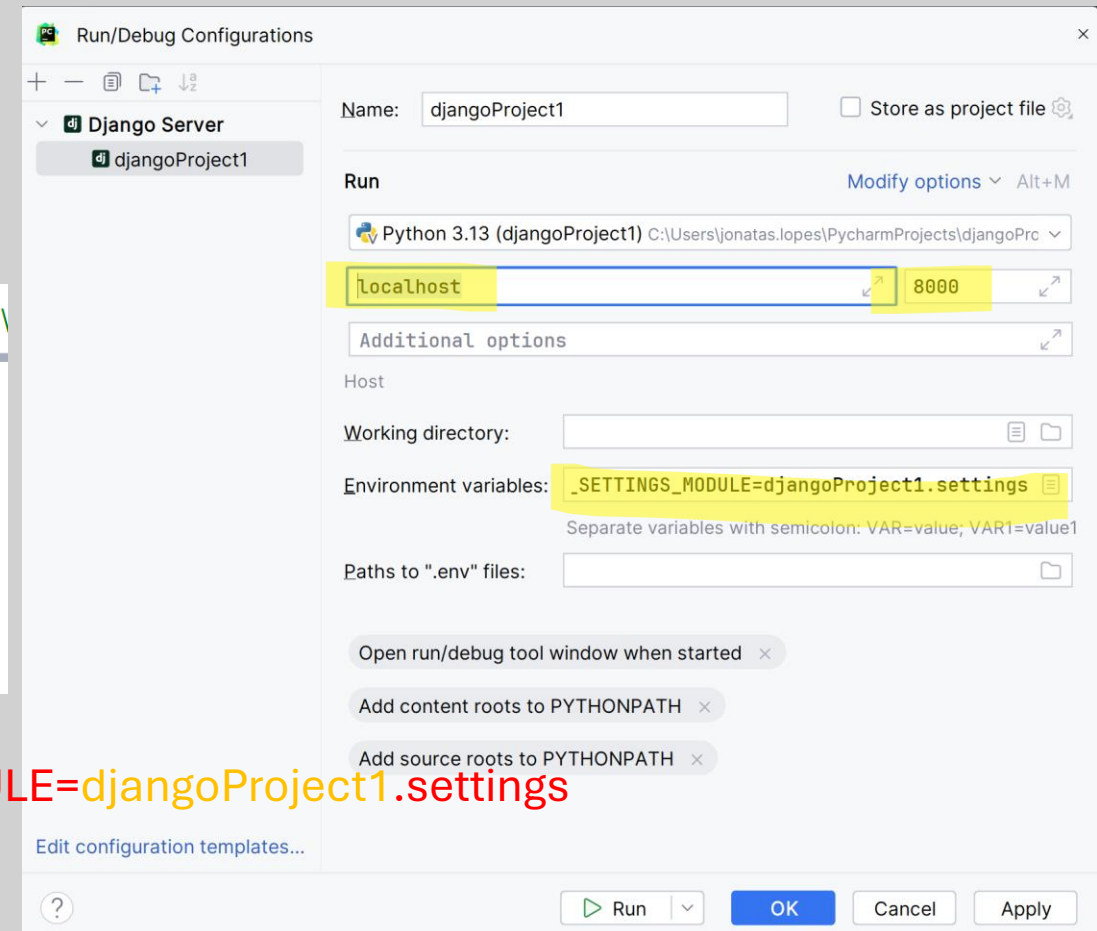 Run/Debug Configurations
Django Server
djangoProject1
Name: djangoProject1 Store as project file
Run Modify options Alt+M
Python 3.13 (djangoProject1) C:\Users\jonatas.lopes\PycharmProjects\djangoPrc
localhost 8000
Additional options
Host
Working directory:
Environment variables: _SETTINGS_MODULE=djangoProject1.settings
Separate variables with semicolon: VAR=value; VAR1=value1
Paths to ".env" files:
Open run/debug tool window when started ×
Add content roots to PYTHONPATH ×
Add source roots to PYTHONPATH ×
ULE=djangoProject1.settings
Edit configuration templates...
? Run OK Cancel Apply